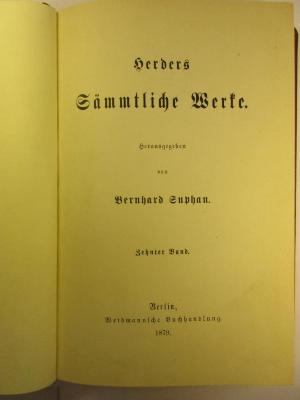 Herders
Sämmtliche Werke.
Herausgegeben
von
Bernhard Suphan.
Zehnter Band.
Berlin,
Weidmannsche Buchhandlung
1879.